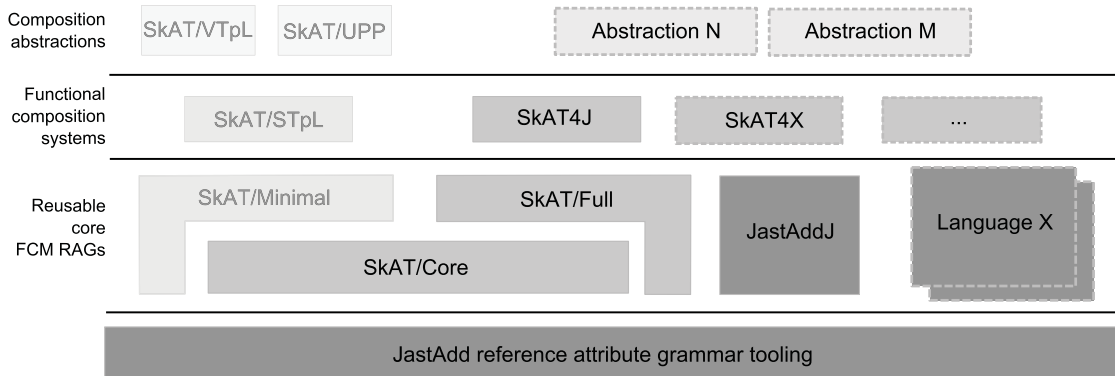 Composition
abstractions
SkAT/VTpL
SkAT/UPP
Abstraction N
Abstraction M
Functional
composition
systems
SkAT/STpL
SkAT4J
SkAT4X
...
Reusable
core
FCM RAGs
SkAT/Minimal
SkAT/Full
SkAT/Core
JastAddJ
Language X
JastAdd reference attribute grammar tooling